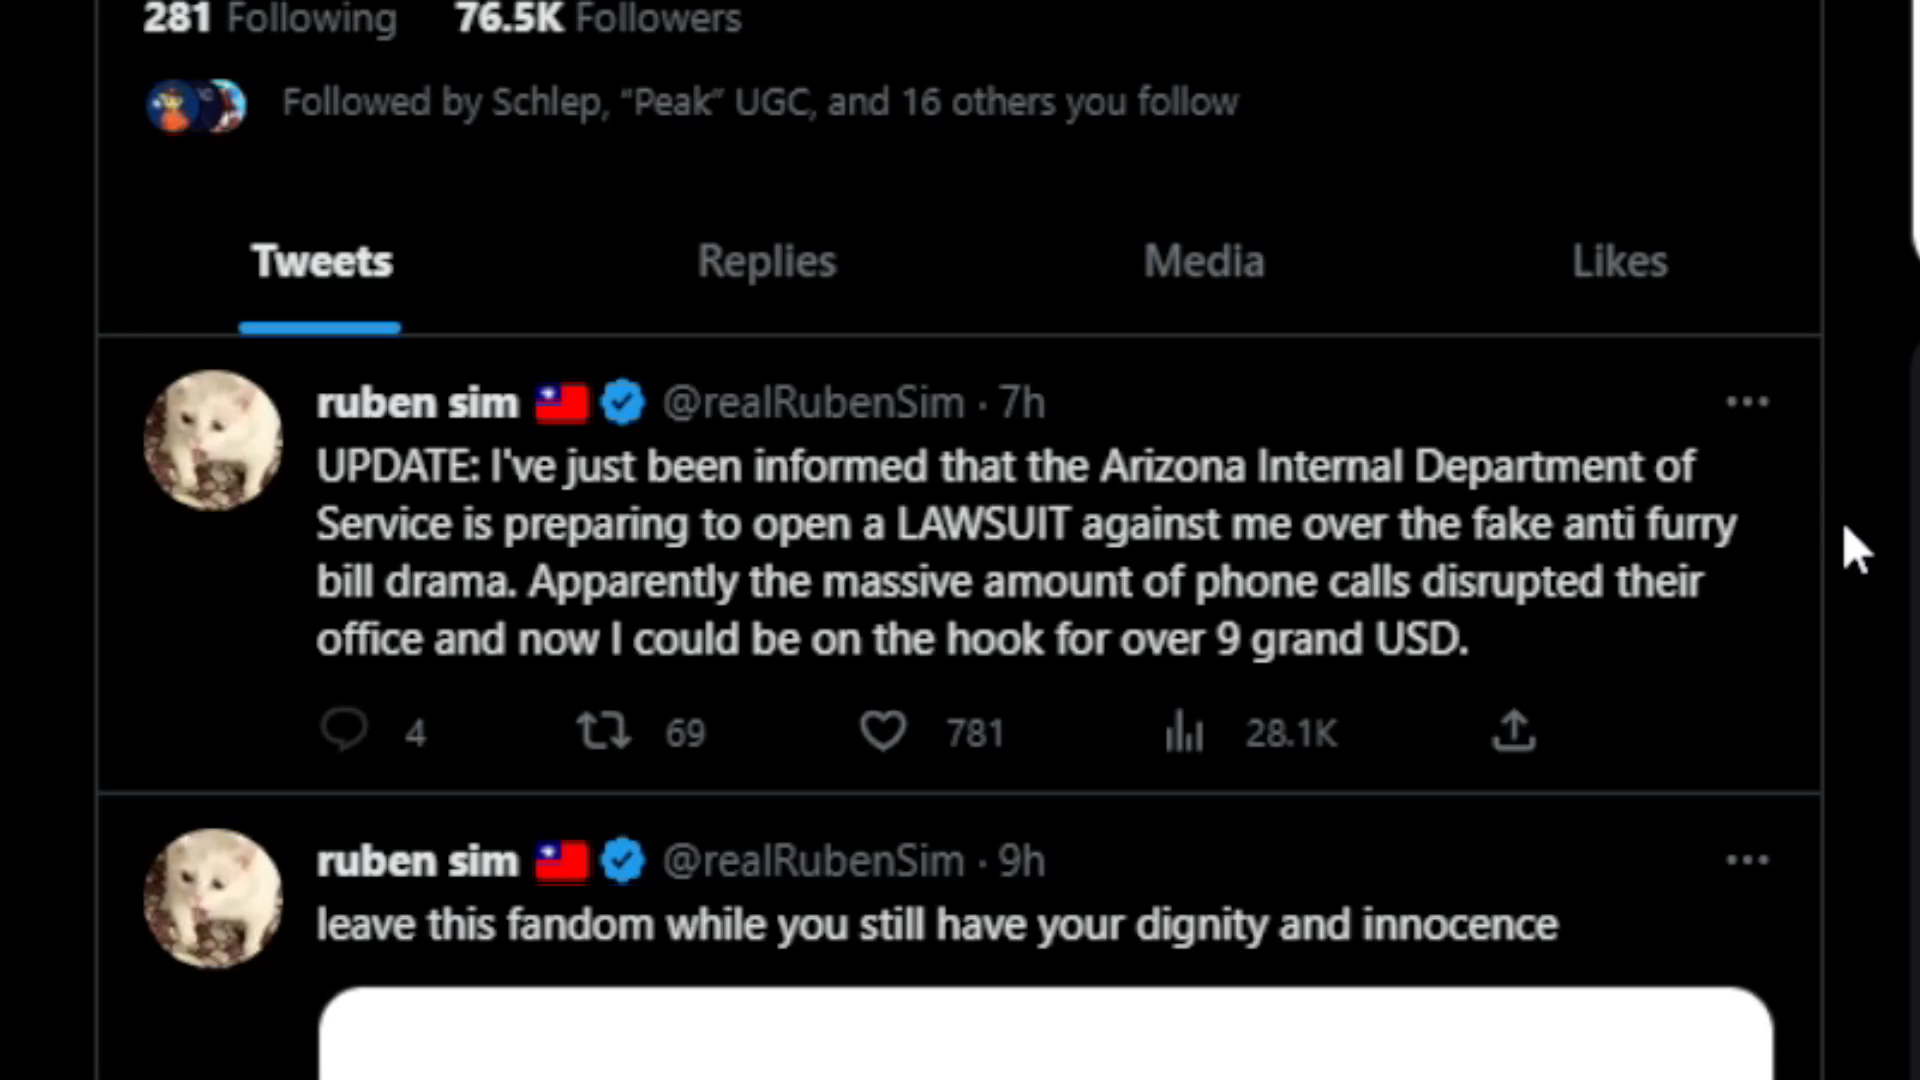 281 Following 76.5K Followers
Followed by Schlep, “Peak” UGC, and 16 others you follow
Tweets Replies Media Likes
ruben sim 🇹🇼 @realRubenSim · 7h
UPDATE: I've just been informed that the Arizona Internal Department of
Service is preparing to open a LAWSUIT against me over the fake anti furry
bill drama. Apparently the massive amount of phone calls disrupted their
office and now I could be on the hook for over 9 grand USD.
4 69 781 28.1K
ruben sim 🇹🇼 @realRubenSim · 9h
leave this fandom while you still have your dignity and innocence